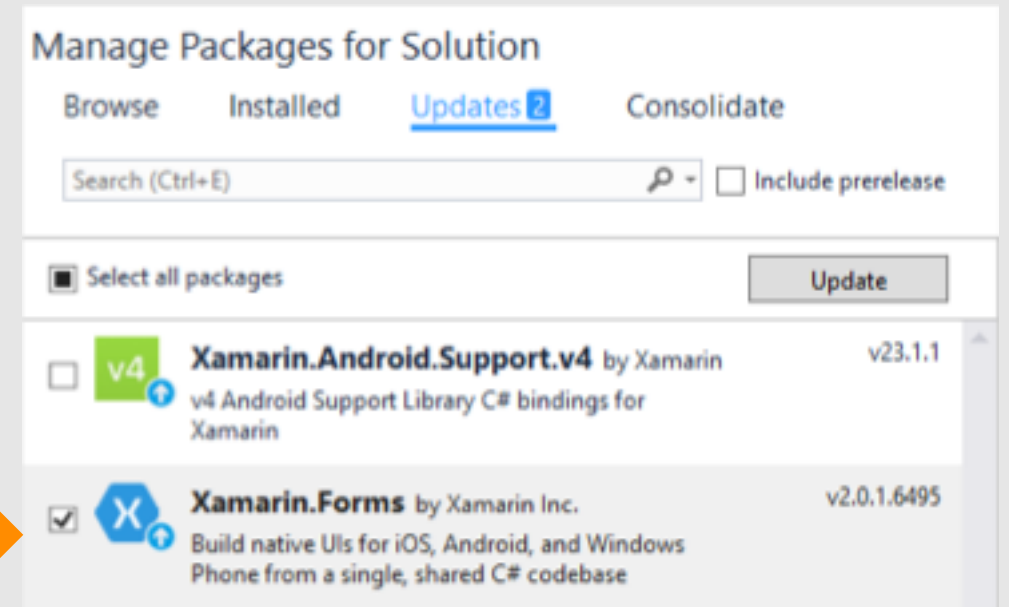 Manage Packages for Solution
Browse Installed Updates 2 Consolidate
Search (Ctrl+E) Include prerelease
Select all packages Update
v4 Xamarin.Android.Support.v4 by Xamarin v23.1.1
v4 Android Support Library C# bindings for
Xamarin
Xamarin.Forms by Xamarin Inc. v2.0.1.6495
Build native UIs for iOS, Android, and Windows
Phone from a single, shared C# codebase